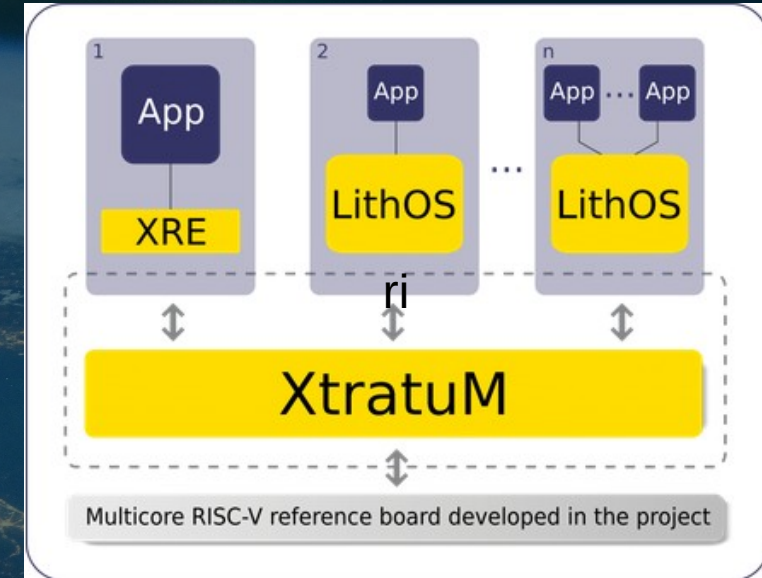 1
2
n
App
App
App ... App
...
XRE
LithOS
LithOS
ri
XtratuM
Multicore RISC-V reference board developed in the project